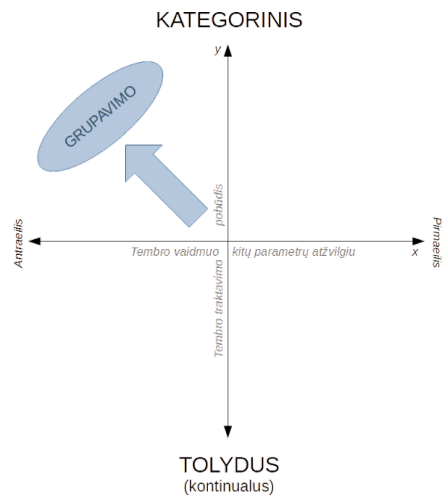 KATEGORINIS
y
GRUPAVIMO
pobūdis
Antraeilis
Pirmaeilis
Tembro vaidmuo kitų parametrų atžvilgiu
x
Tembro traktavimo
TOLYDUS
(kontinualus)